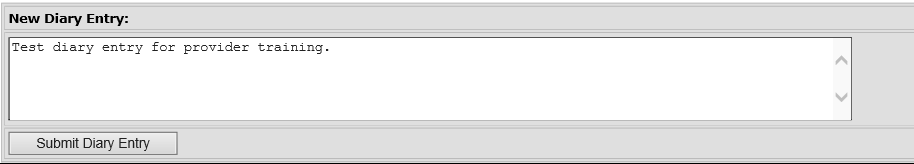 New Diary Entry:
Test diary entry for provider training.
Submit Diary Entry